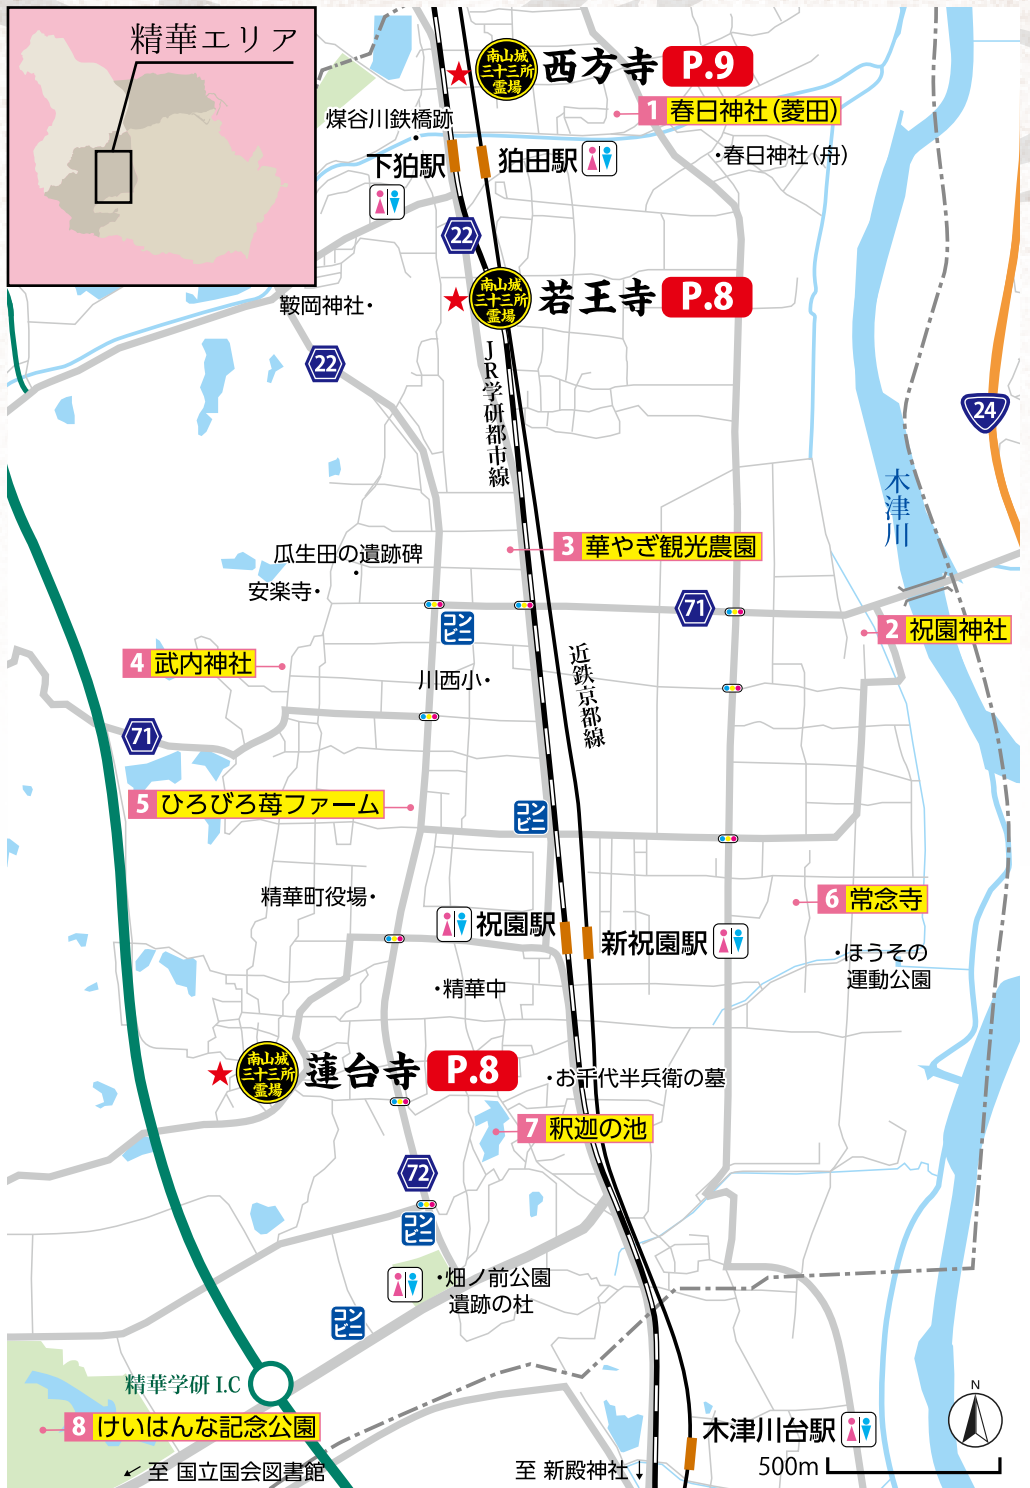 精華エリア
南山城
三十三所
霊場
西方寺 P.9
1 春日神社(菱田)
煤谷川鉄橋跡
・春日神社(舟)
下狛駅
狛田駅
22
南山城
三十三所
霊場
若王寺 P.8
鞍岡神社・
22
JR学研都市線
24
木津川
3 華やぎ観光農園
瓜生田の遺跡碑
安楽寺・
コン
ビニ
71
2 祝園神社
4 武内神社
川西小・
近鉄京都線
71
5 ひろびろ苺ファーム
コン
ビニ
精華町役場・
祝園駅
新祝園駅
6 常念寺
・ほうその
運動公園
・精華中
南山城
三十三所
霊場
蓮台寺 P.8
・お千代半兵衛の墓
7 釈迦の池
72
コン
ビニ
・畑ノ前公園
遺跡の杜
コン
ビニ
精華学研 I.C
8 けいはんな記念公園
至 国立国会図書館
至 新殿神社
木津川台駅
N
500m